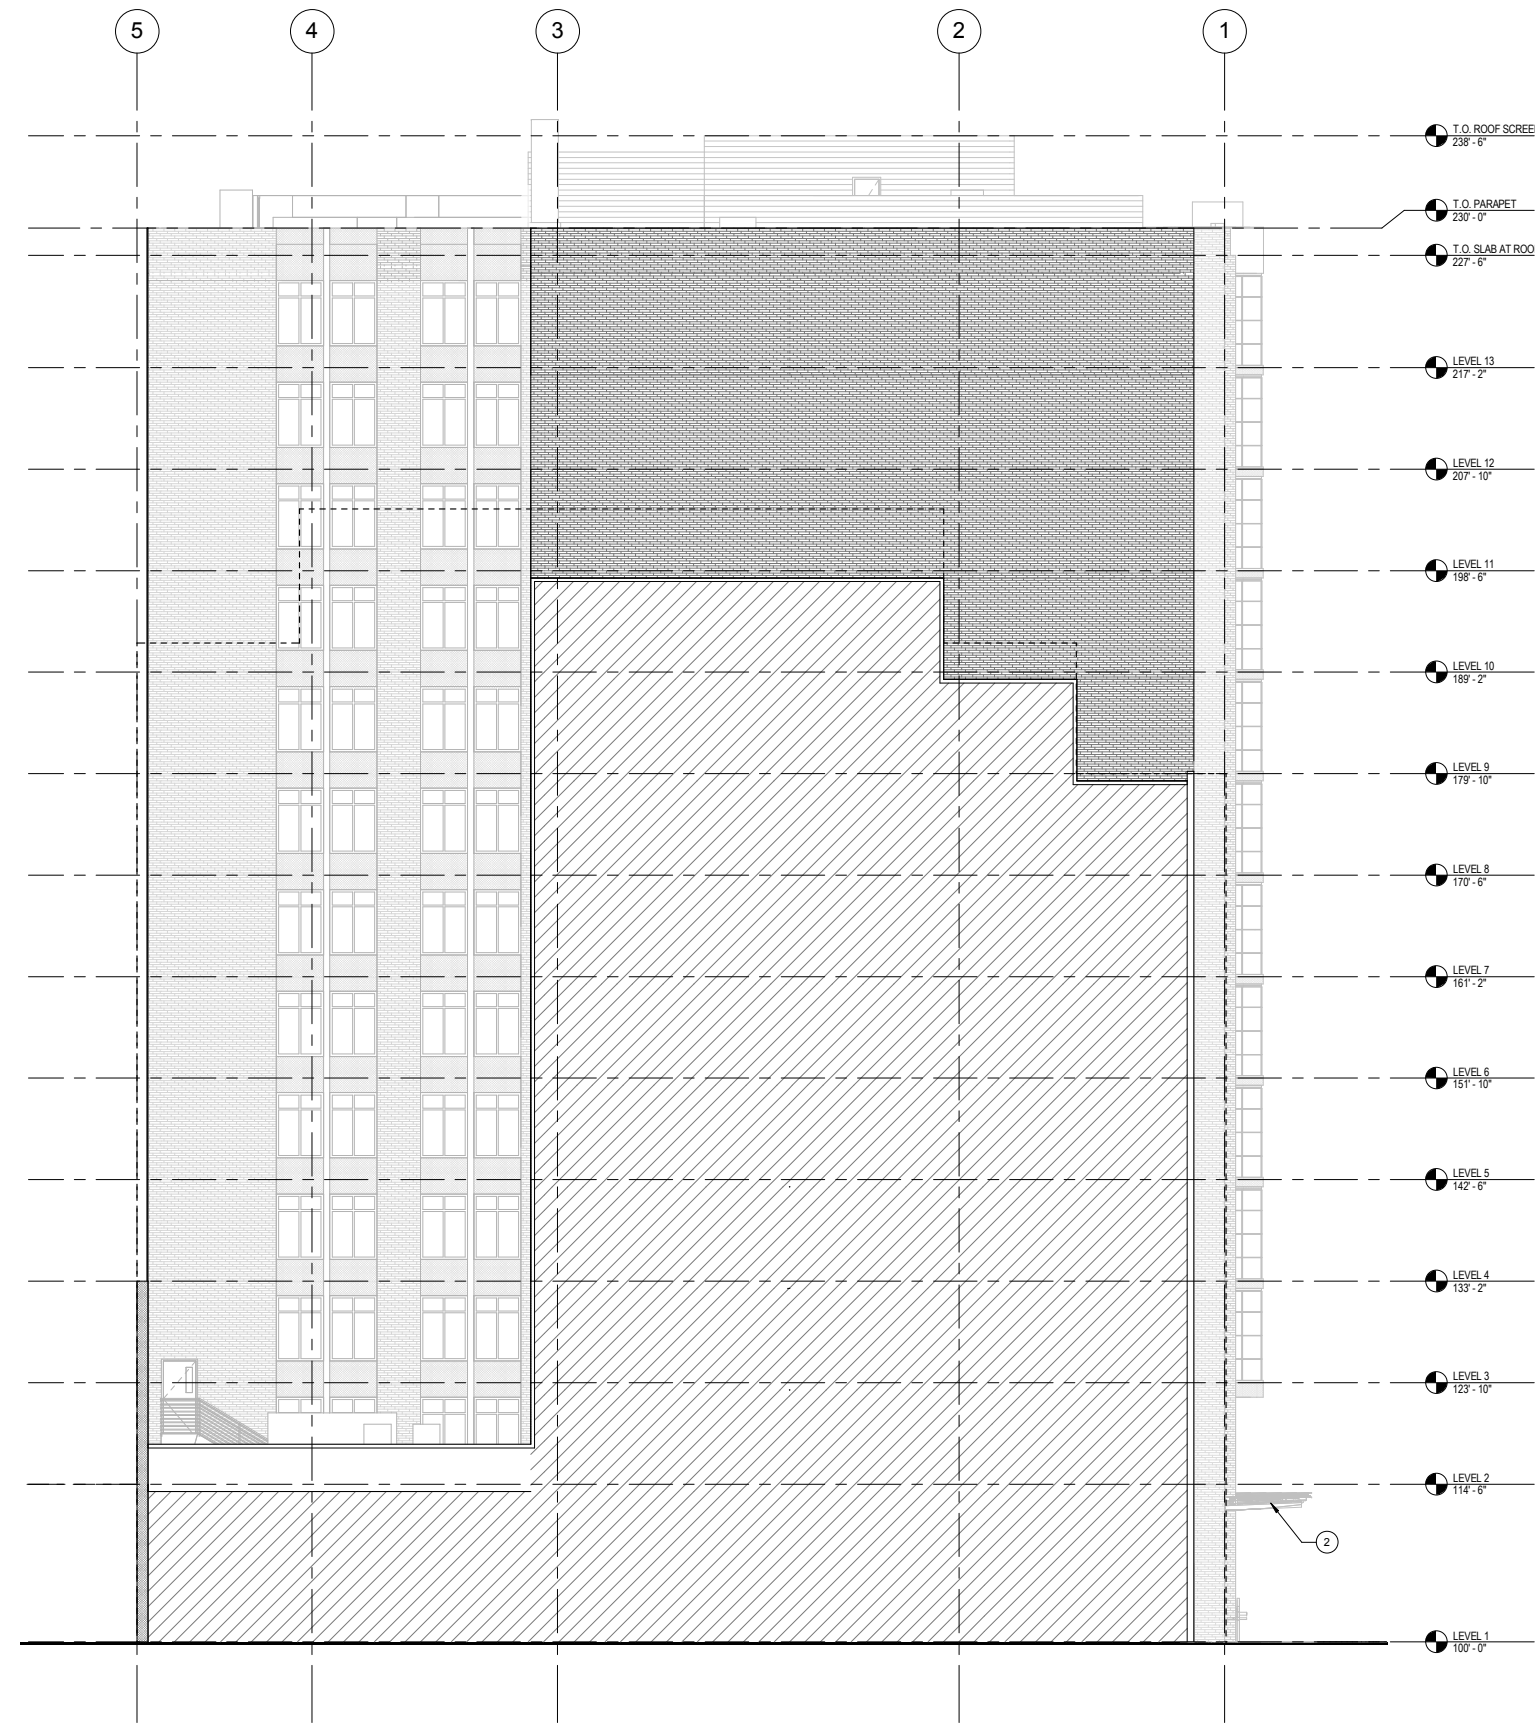 5 4 3 2 1
T.O. ROOF SCREE
238' - 6"
T.O. PARAPET
230' - 0"
T.O. SLAB AT ROO
227' - 6"
LEVEL 13
217' - 2"
LEVEL 12
207' - 10"
LEVEL 11
198' - 6"
LEVEL 10
189' - 2"
LEVEL 9
179' - 10"
LEVEL 8
170' - 6"
LEVEL 7
161' - 2"
LEVEL 6
151' - 10"
LEVEL 5
142' - 6"
LEVEL 4
133' - 2"
LEVEL 3
123' - 10"
LEVEL 2
114' - 6"
2
LEVEL 1
100' - 0"